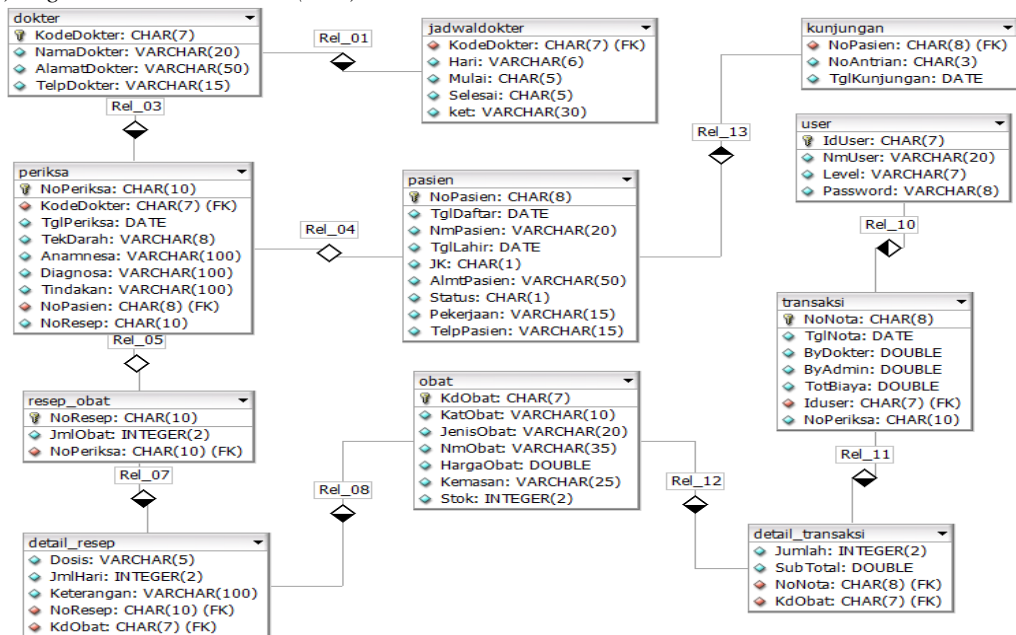 dokter
KodeDokter: CHAR(7)
NamaDokter: VARCHAR(20)
AlamatDokter: VARCHAR(50)
TelpDokter: VARCHAR(15)
Rel_01
jadwaldokter
KodeDokter: CHAR(7) (FK)
Hari: VARCHAR(6)
Mulai: CHAR(5)
Selesai: CHAR(5)
ket: VARCHAR(30)
kunjungan
NoPasien: CHAR(8) (FK)
NoAntrian: CHAR(3)
TglKunjungan: DATE
Rel_03
Rel_13
user
IdUser: CHAR(7)
NmUser: VARCHAR(20)
Level: VARCHAR(7)
Password: VARCHAR(8)
periksa
NoPeriksa: CHAR(10)
KodeDokter: CHAR(7) (FK)
TglPeriksa: DATE
TekDarah: VARCHAR(8)
Anamnesa: VARCHAR(100)
Diagnosa: VARCHAR(100)
Tindakan: VARCHAR(100)
NoPasien: CHAR(8) (FK)
NoResep: CHAR(10)
Rel_04
pasien
NoPasien: CHAR(8)
TglDaftar: DATE
NmPasien: VARCHAR(20)
TglLahir: DATE
JK: CHAR(1)
AlmtPasien: VARCHAR(50)
Status: CHAR(1)
Pekerjaan: VARCHAR(15)
TelpPasien: VARCHAR(15)
Rel_10
transaksi
NoNota: CHAR(8)
TglNota: DATE
ByDokter: DOUBLE
ByAdmin: DOUBLE
TotBiaya: DOUBLE
Iduser: CHAR(7) (FK)
NoPeriksa: CHAR(10)
Rel_05
resep_obat
NoResep: CHAR(10)
JmlObat: INTEGER(2)
NoPeriksa: CHAR(10) (FK)
obat
KdObat: CHAR(7)
KatObat: VARCHAR(10)
JenisObat: VARCHAR(20)
NmObat: VARCHAR(35)
HargaObat: DOUBLE
Kemasan: VARCHAR(25)
Stok: INTEGER(2)
Rel_07
Rel_08
Rel_12
Rel_11
detail_resep
Dosis: VARCHAR(5)
JmlHari: INTEGER(2)
Keterangan: VARCHAR(100)
NoResep: CHAR(10) (FK)
KdObat: CHAR(7) (FK)
detail_transaksi
Jumlah: INTEGER(2)
SubTotal: DOUBLE
NoNota: CHAR(8) (FK)
KdObat: CHAR(7) (FK)